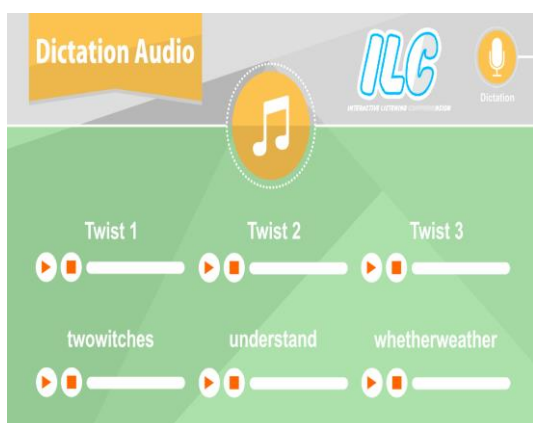 Dictation Audio
ILC
INTERACTIVE LISTENING COMPREHENSION
Dictation
Twist 1 Twist 2 Twist 3
twowitches understand whetherweather